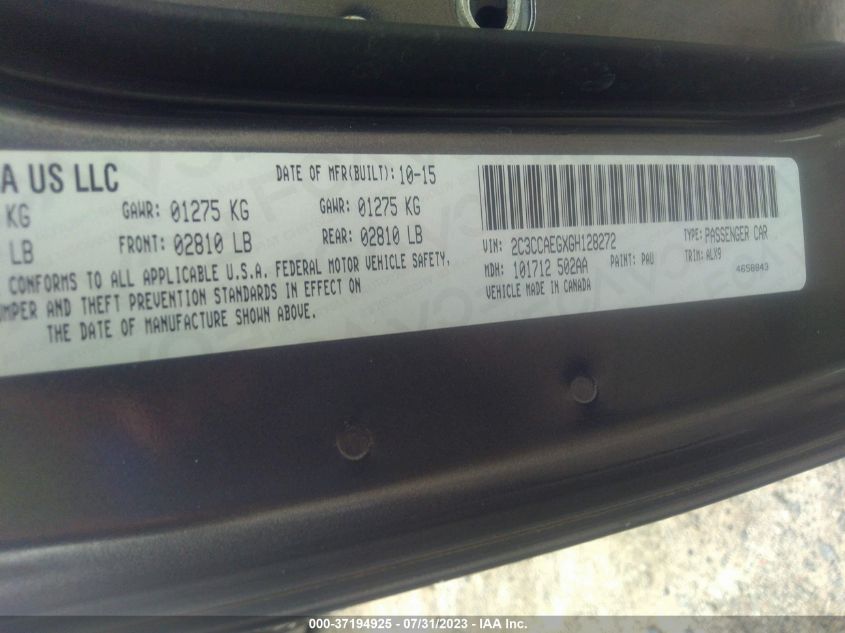 A US LLC
DATE OF MFR(BUILT): 10-15
KG GAWR: 01275 KG GAWR: 01275 KG
LB FRONT: 02810 LB REAR: 02810 LB
CONFORMS TO ALL APPLICABLE U.S.A. FEDERAL MOTOR VEHICLE SAFETY,
AND THEFT PREVENTION STANDARDS IN EFFECT ON
THE DATE OF MANUFACTURE SHOWN ABOVE.
VIN: 2C3CCAEGXGH128272 TYPE: PASSENGER CAR
MDH: 101712 502AA PAINT: PAU TRIM: ALX9
VEHICLE MADE IN CANADA 4658843
000-37194925 - 07/31/2023 - IAA Inc.